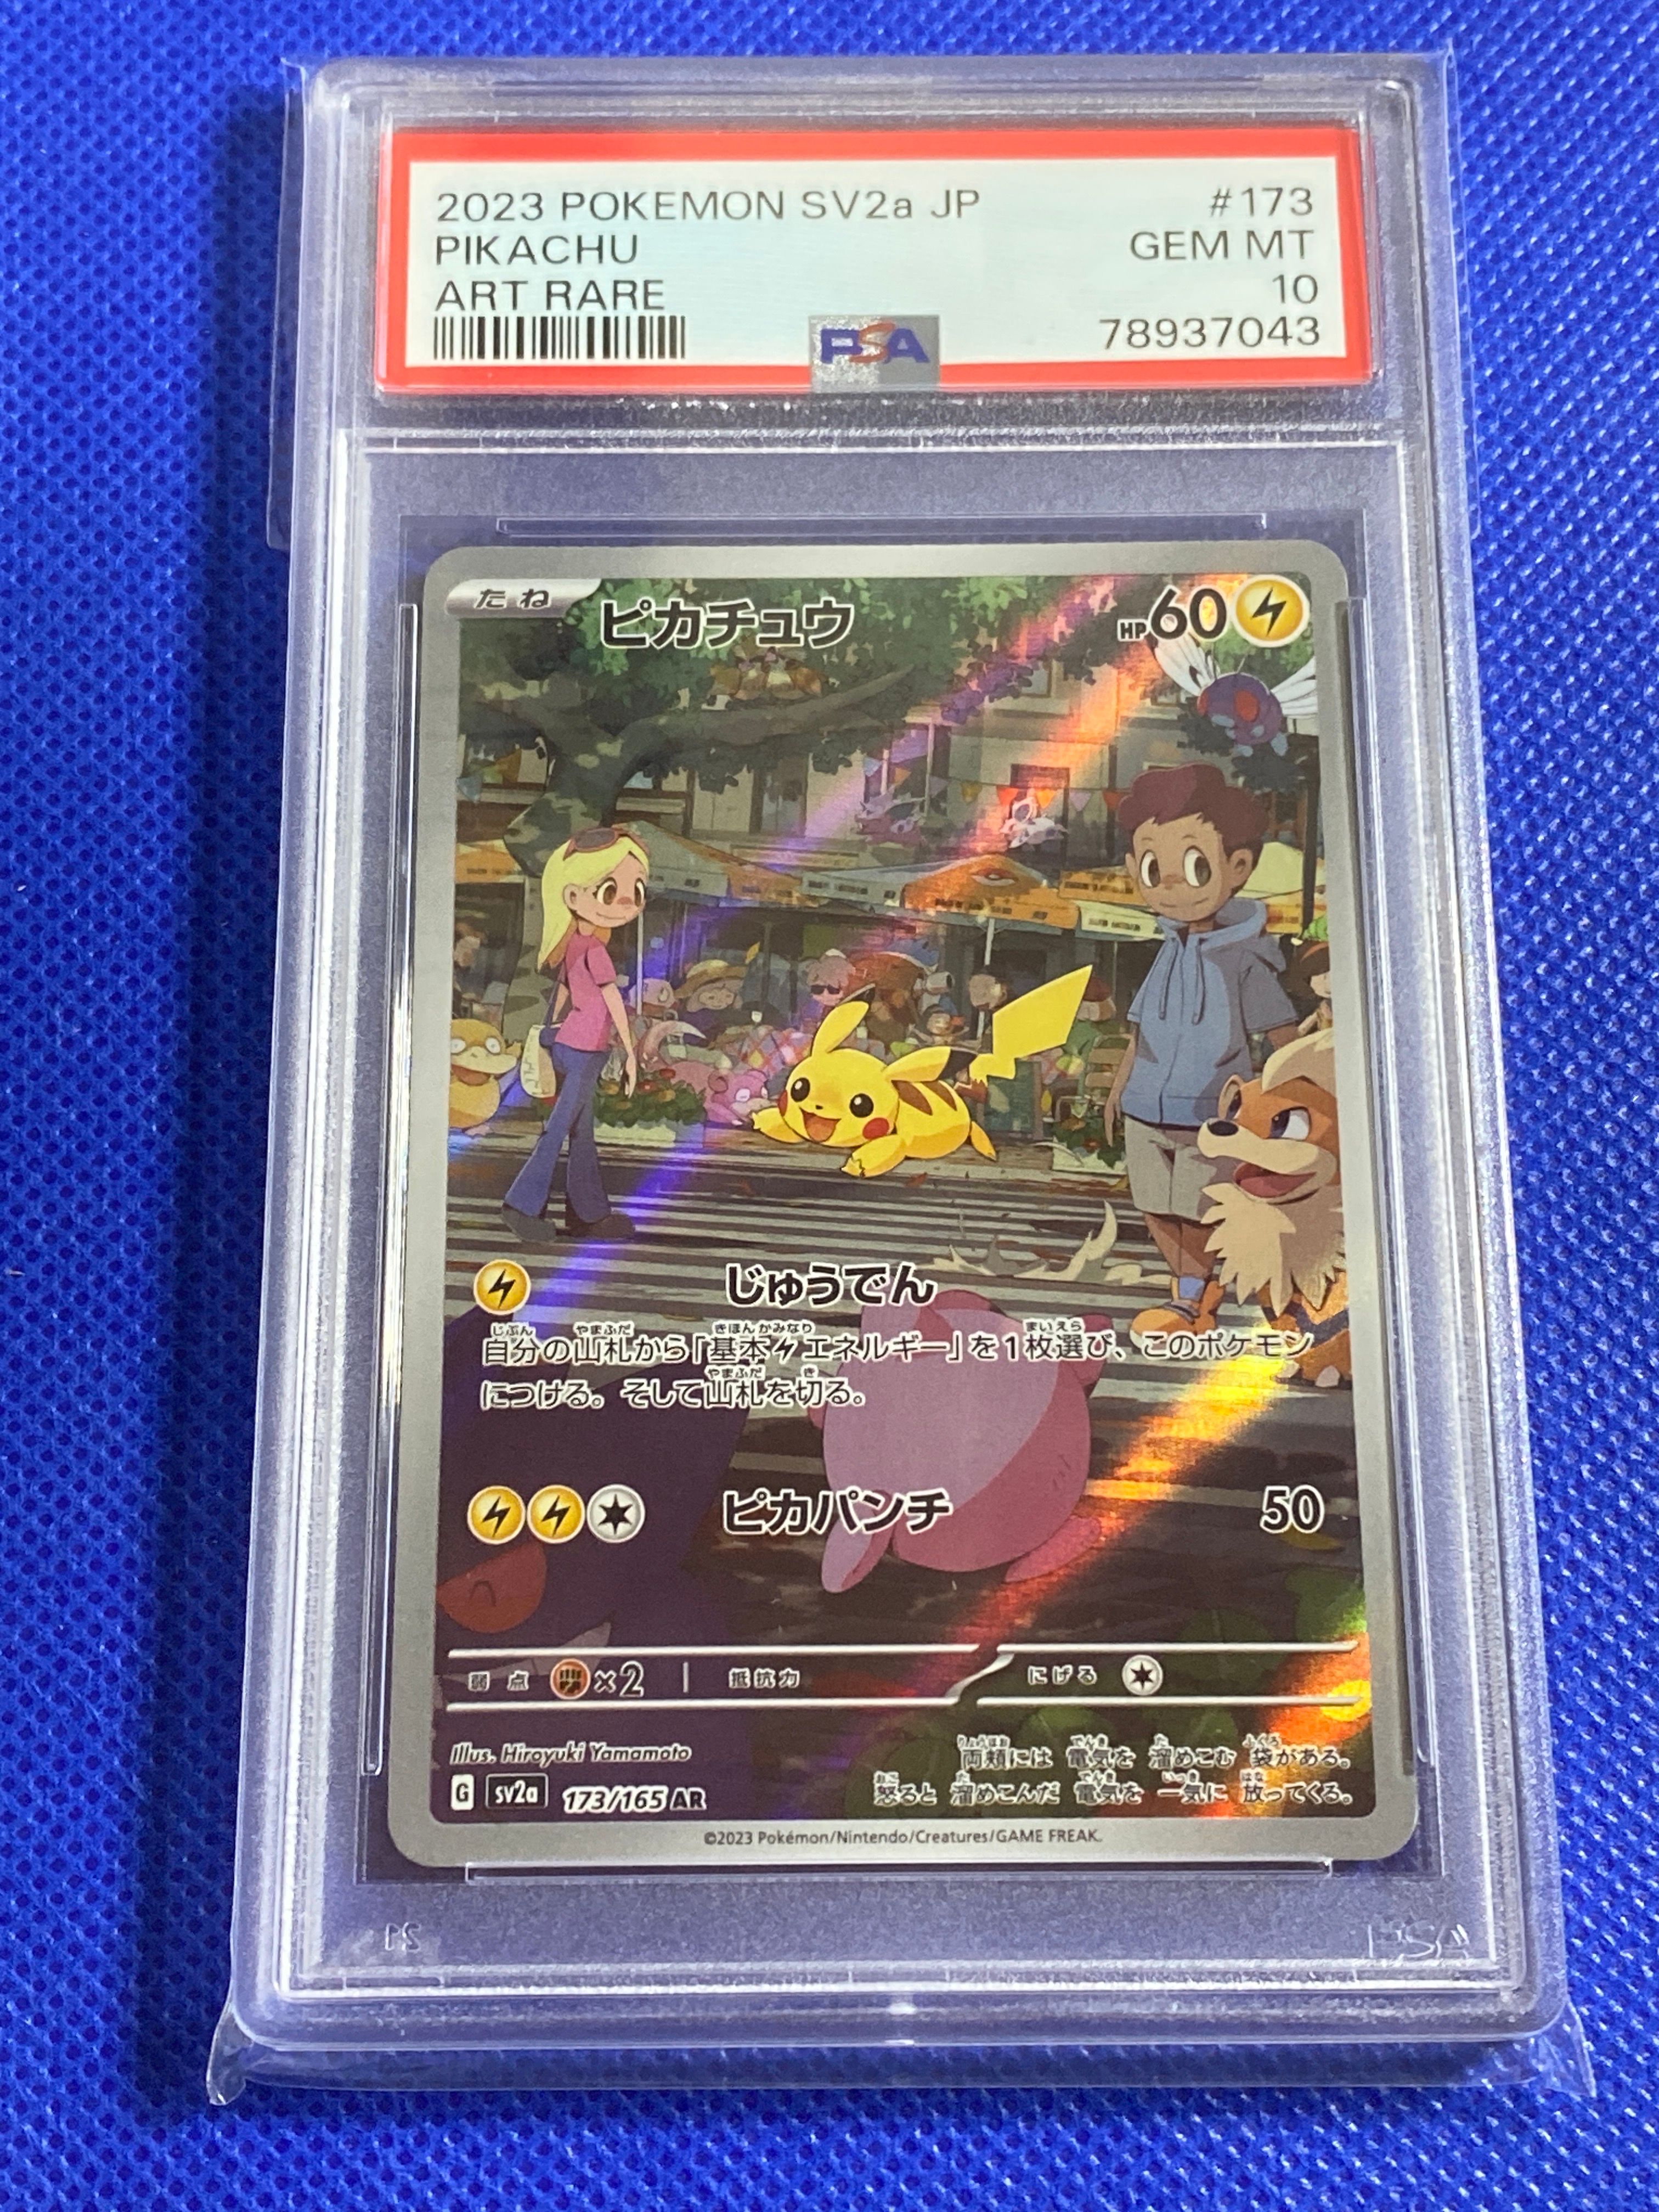 2023 POKEMON SV2a JP #173
PIKACHU GEM MT
ART RARE 10
PSA 78937043
たね ピカチュウ HP60
じゅうでん
自分の山札から「基本エネルギー」を1枚選び、このポケモン
につける。そして山札を切る。
ピカパンチ 50
弱点 ×2 抵抗力 にげる
Illus. Hiroyuki Yamamoto
両頬には 電気を 溜めこむ 袋がある。
怒ると 溜めこんだ 電気を 一気に 放ってくる。
G sv2a 173/165 AR
©2023 Pokémon/Nintendo/Creatures/GAME FREAK.
PSA